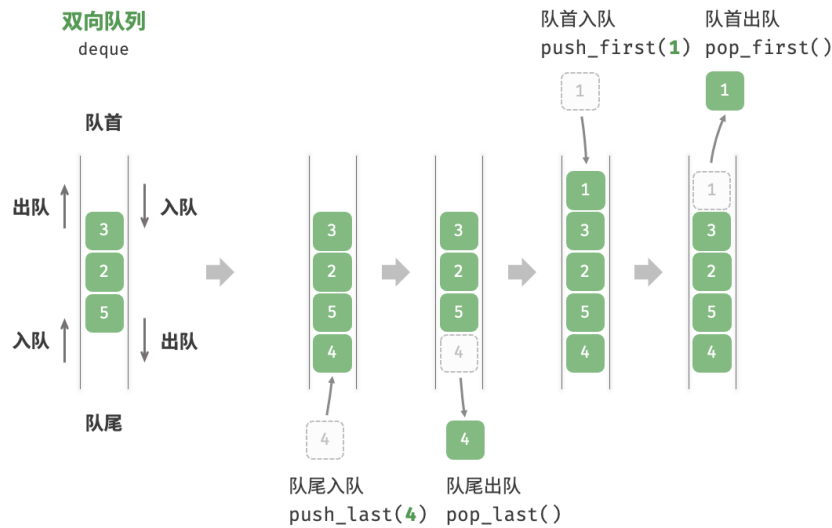 双向队列
deque
队首
出队
入队
3
2
5
入队
出队
队尾
3
2
5
4
4
队尾入队
push_last(4)
3
2
5
4
4
队尾出队
pop_last()
队首入队
push_first(1)
1
1
3
2
5
4
队首出队
pop_first()
1
1
3
2
5
4